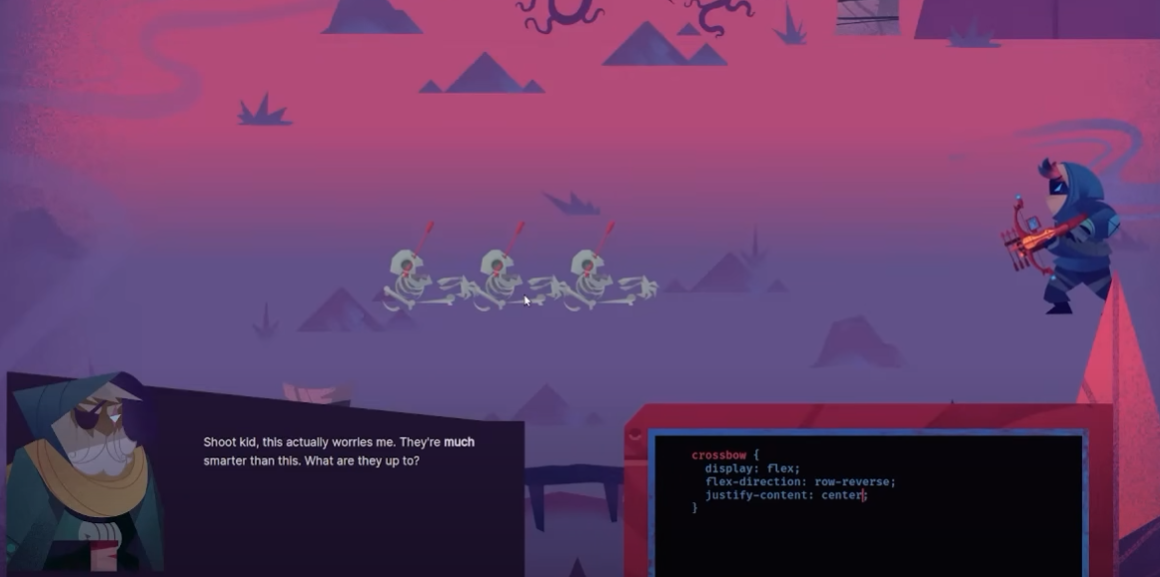 Shoot kid, this actually worries me. They're much
smarter than this. What are they up to?
crossbow {
  display: flex;
  flex-direction: row-reverse;
  justify-content: center;
}